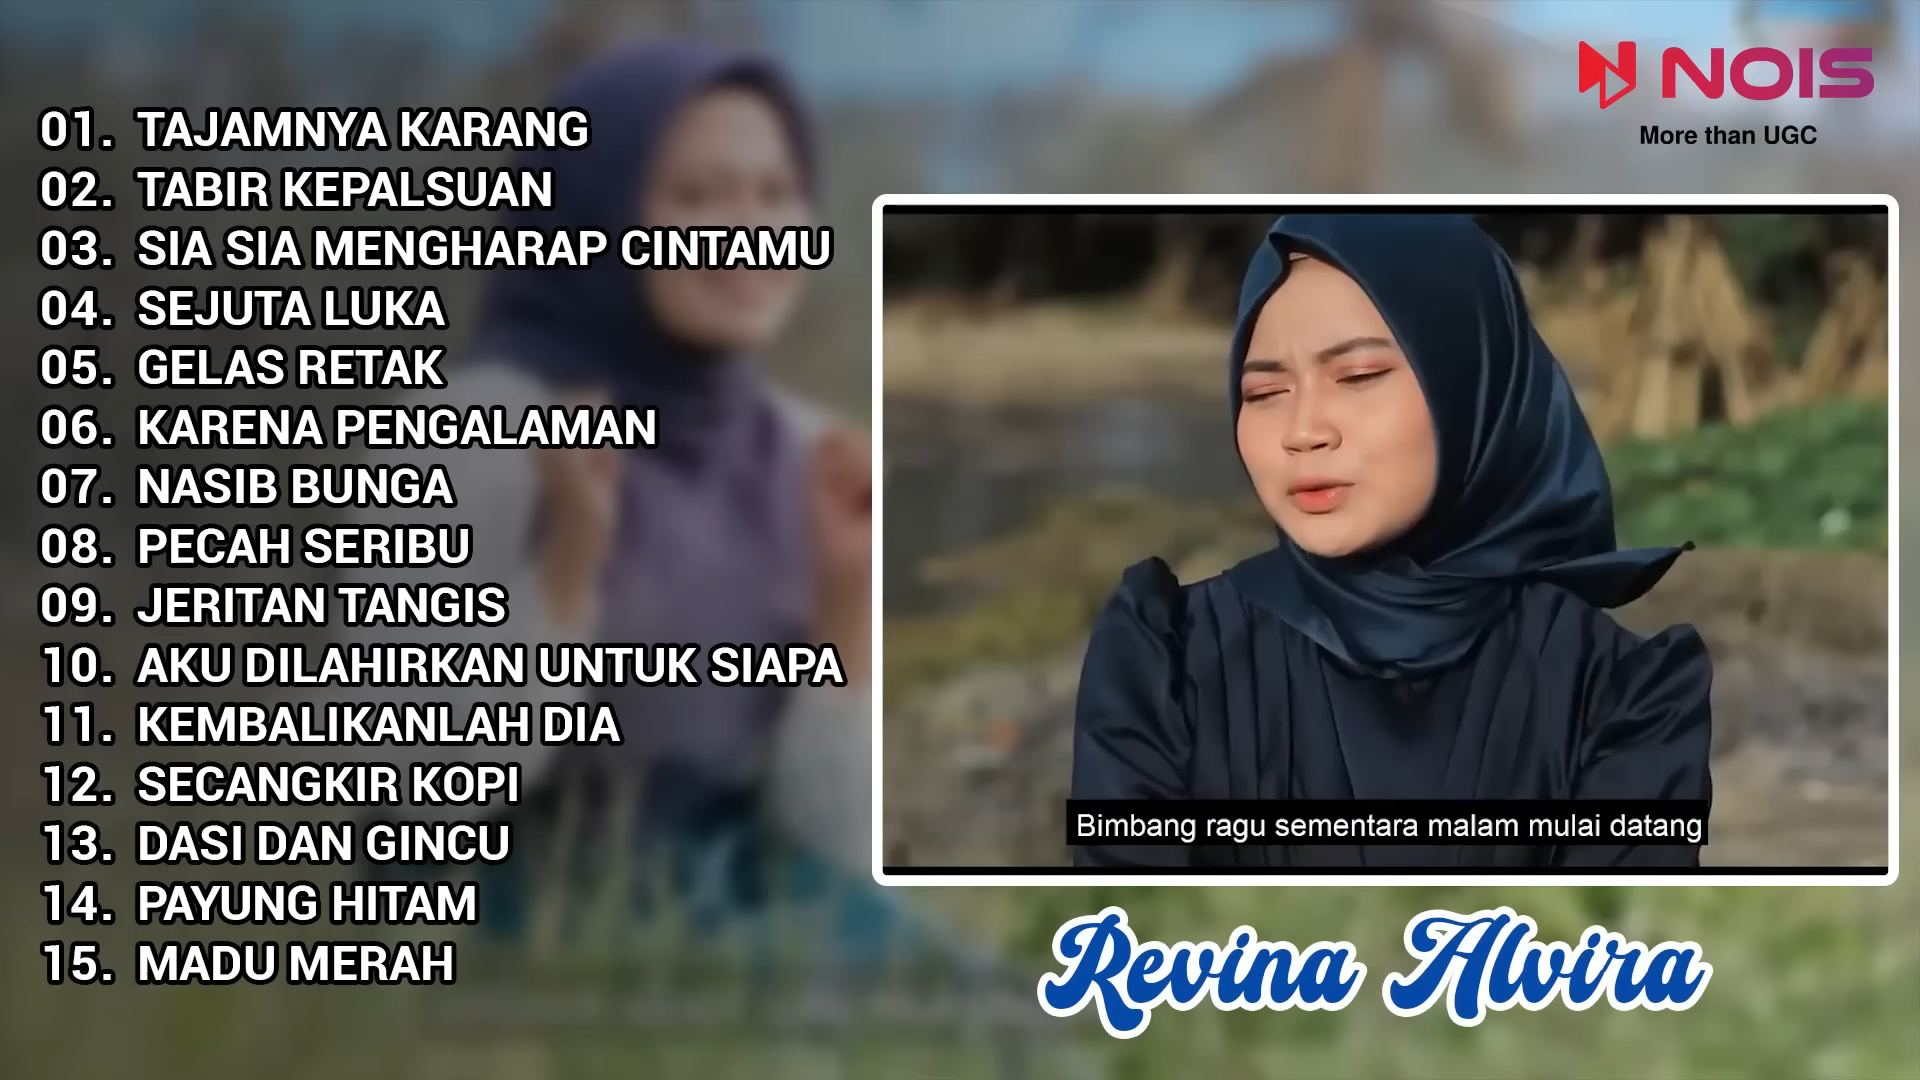 01. TAJAMNYA KARANG
02. TABIR KEPALSUAN
03. SIA SIA MENGHARAP CINTAMU
04. SEJUTA LUKA
05. GELAS RETAK
06. KARENA PENGALAMAN
07. NASIB BUNGA
08. PECAH SERIBU
09. JERITAN TANGIS
10. AKU DILAHIRKAN UNTUK SIAPA
11. KEMBALIKANLAH DIA
12. SECANGKIR KOPI
13. DASI DAN GINCU
14. PAYUNG HITAM
15. MADU MERAH
NOIS
More than UGC
Bimbang ragu sementara malam mulai datang
Revina Alvira